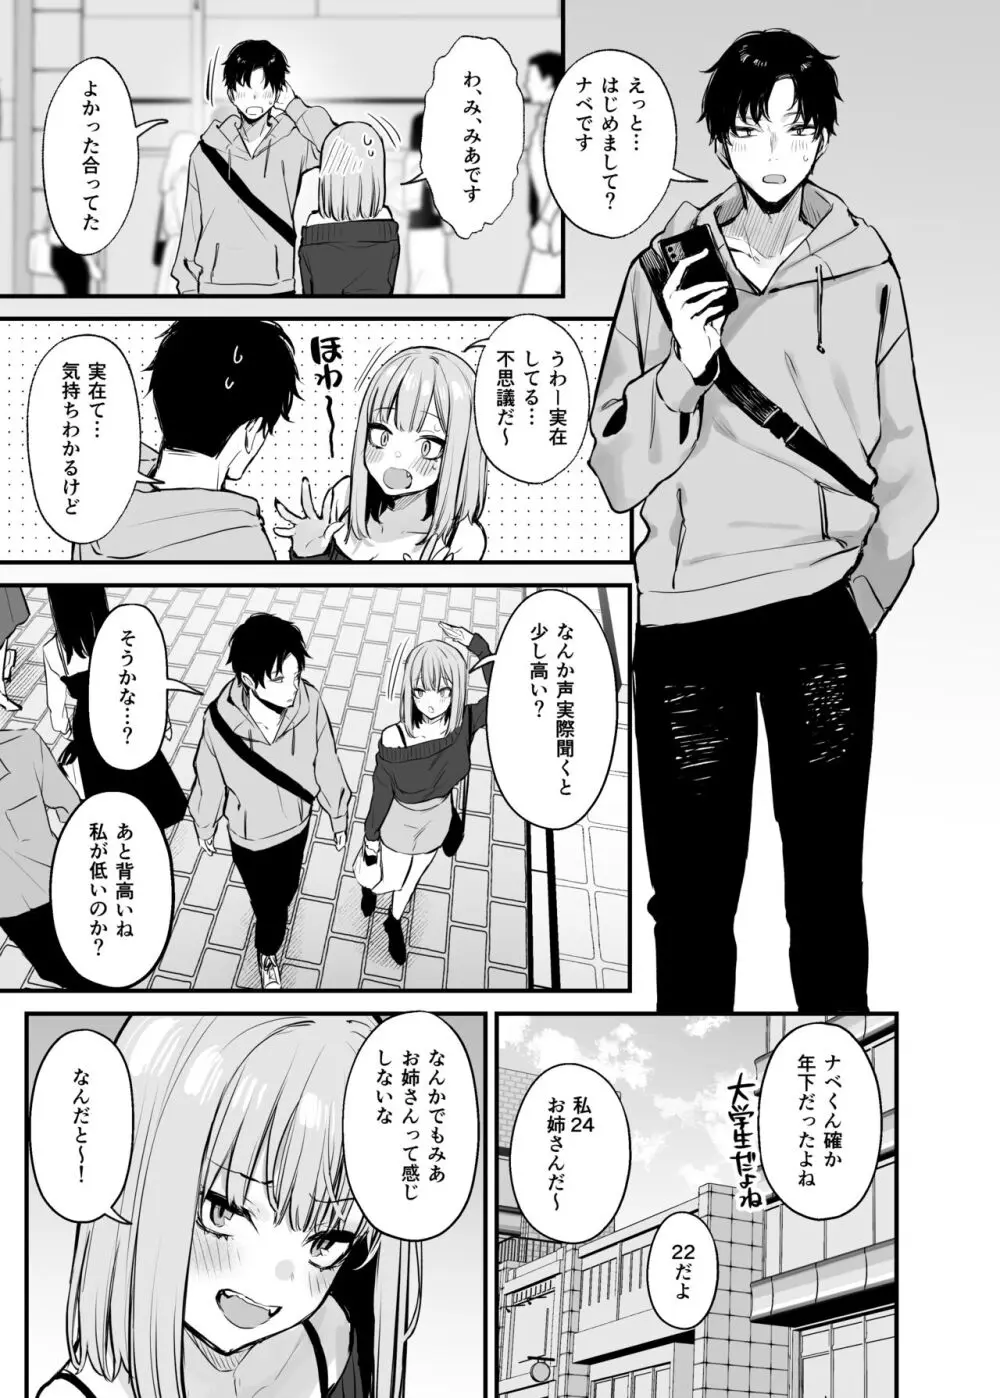 えっと…
はじめまして？
ナベです
わ、み、みあです
よかった合ってた
うわー実在
してる…
不思議だ～
ほわ～
実在て…
気持ちわかるけど
なんか声実際聞くと
少し高い？
そうかな…？
あと背高いね
私が低いのか？
ナベくん確か
年下だったよね
大学生だよね
私24
お姉さんだ～
22だよ
なんかでもみあ
お姉さんって感じ
しないな
なんだと～！